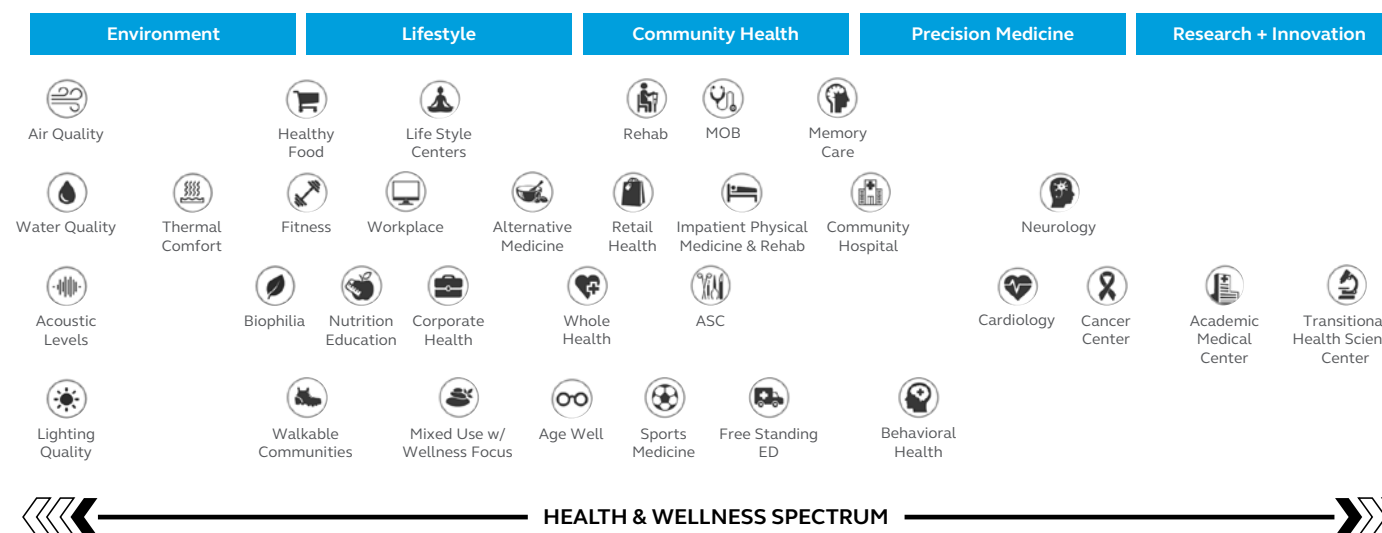 Environment
Lifestyle
Community Health
Precision Medicine
Research + Innovation
Air Quality
Healthy
Food
Life Style
Centers
Rehab
MOB
Memory
Care
Water Quality
Thermal
Comfort
Fitness
Workplace
Alternative
Medicine
Retail
Health
Impatient Physical
Medicine & Rehab
Community
Hospital
Neurology
Acoustic
Levels
Biophilia
Nutrition
Education
Corporate
Health
Whole
Health
ASC
Cardiology
Cancer
Center
Academic
Medical
Center
Transitiona
Health Scien
Center
Lighting
Quality
Walkable
Communities
Mixed Use w/
Wellness Focus
Age Well
Sports
Medicine
Free Standing
ED
Behavioral
Health
HEALTH & WELLNESS SPECTRUM